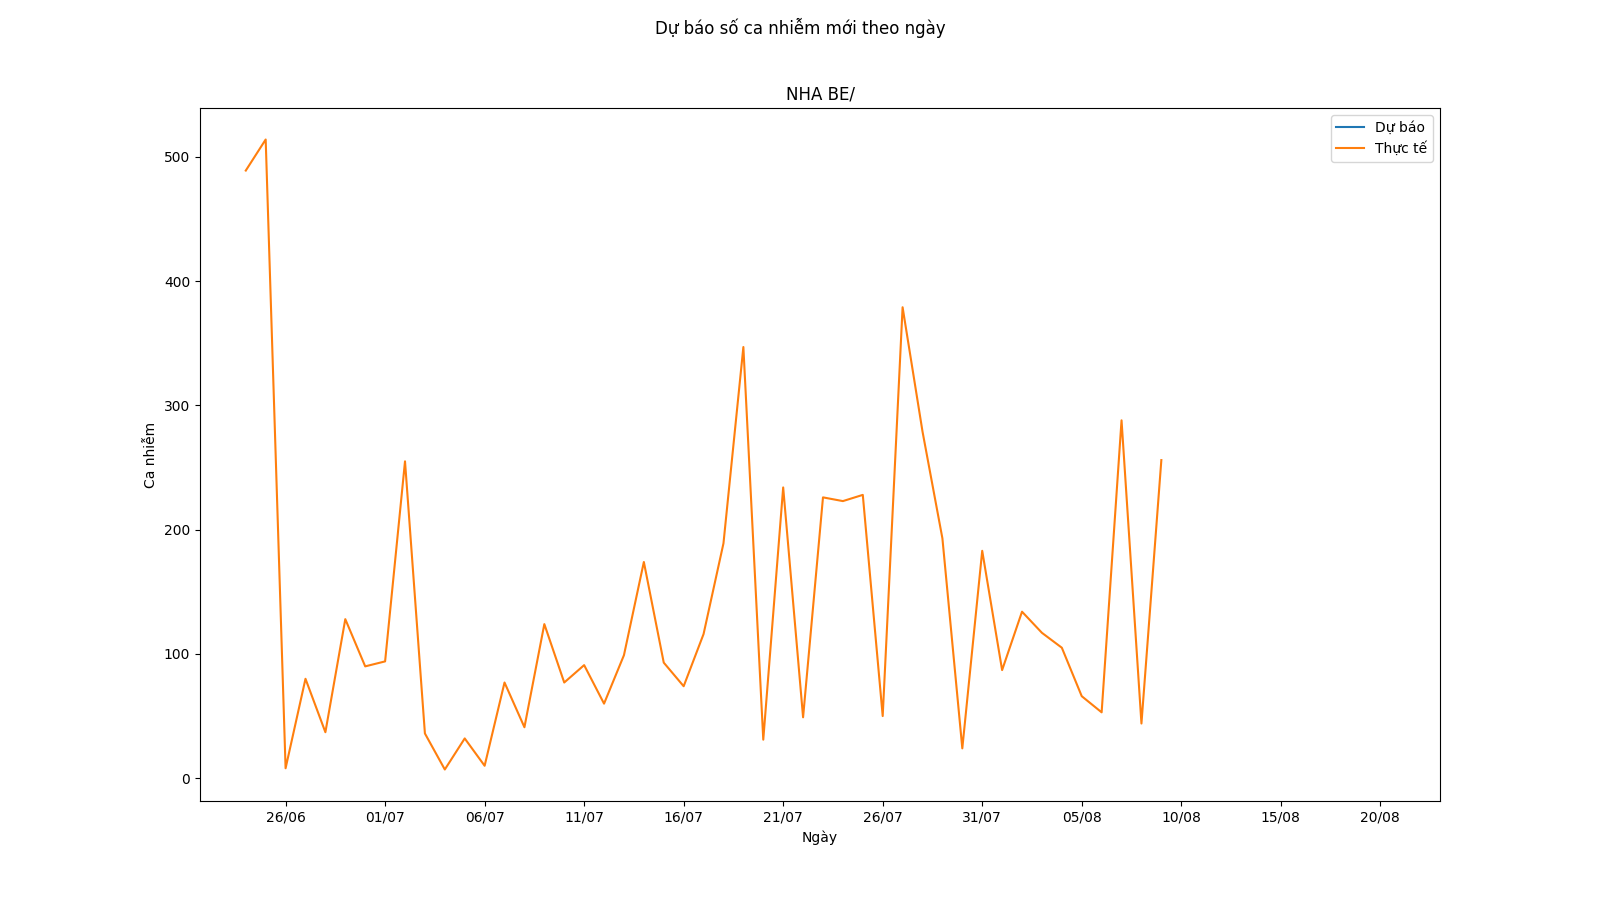 Dự báo số ca nhiễm mới theo ngày
NHA BE/
Dự báo
Thực tế
500
400
300
200
100
0
Ca nhiễm
26/06 01/07 06/07 11/07 16/07 21/07 26/07 31/07 05/08 10/08 15/08 20/08
Ngày